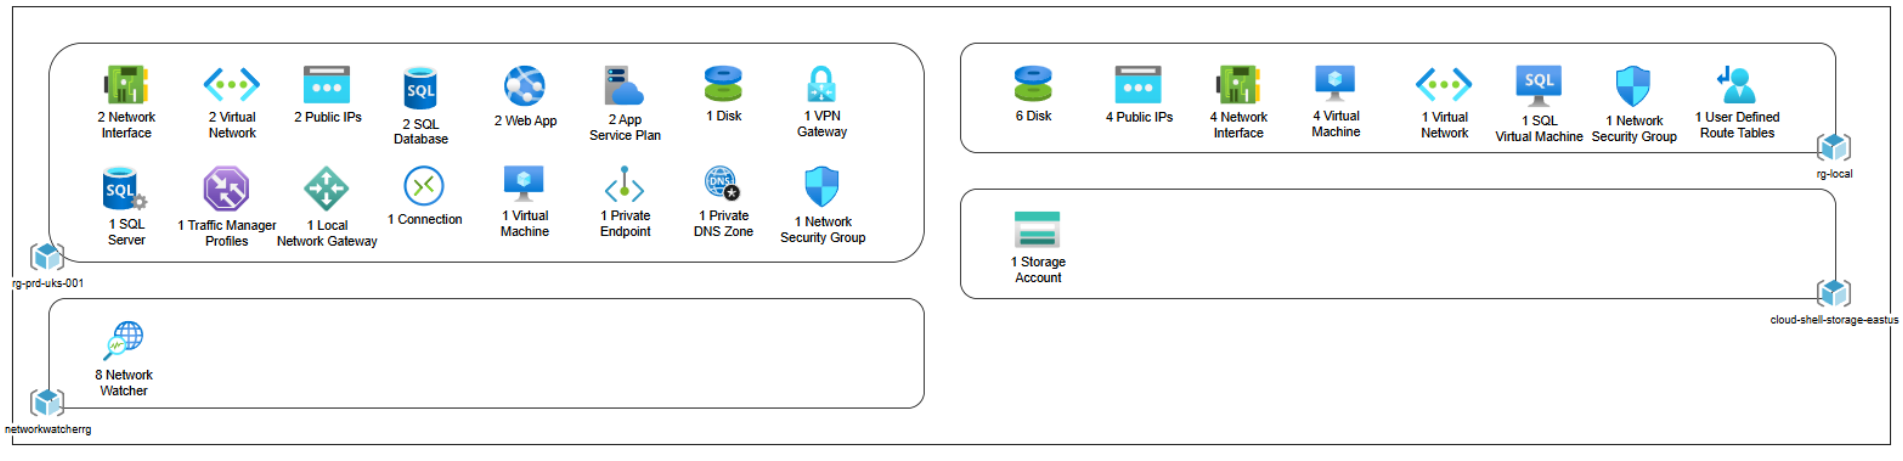 2 Network
Interface
2 Virtual
Network
2 Public IPs
SQL
2 SQL
Database
2 Web App
2 App
Service Plan
1 Disk
1 VPN
Gateway
SQL
1 SQL
Server
1 Traffic Manager
Profiles
1 Local
Network Gateway
1 Connection
1 Virtual
Machine
1 Private
Endpoint
DNS
1 Private
DNS Zone
1 Network
Security Group
rg-prd-uks-001
6 Disk
4 Public IPs
4 Network
Interface
4 Virtual
Machine
1 Virtual
Network
SQL
1 SQL
Virtual Machine
1 Network
Security Group
1 User Defined
Route Tables
rg-local
1 Storage
Account
cloud-shell-storage-eastus
8 Network
Watcher
networkwatcherrg